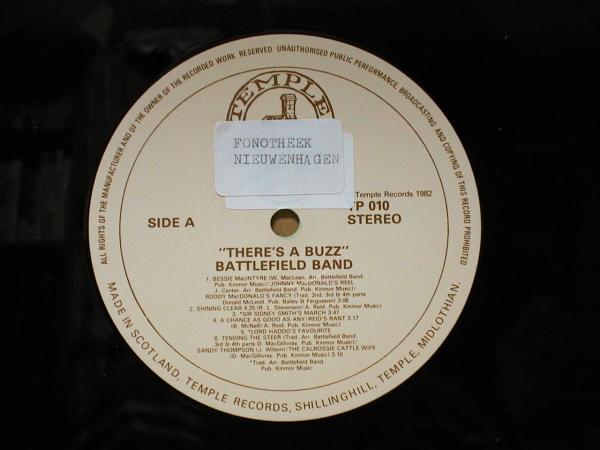 ALL RIGHTS OF THE MANUFACTURER AND OF THE OWNER OF THE RECORDED WORK RESERVED · UNAUTHORISED PUBLIC PERFORMANCE, BROADCASTING AND COPYING OF THIS RECORD PROHIBITED
TEMPLE
FONOTHEEK
NIEUWENHAGEN
Temple Records 1982
TP 010
SIDE A
STEREO
"THERE'S A BUZZ"
BATTLEFIELD BAND
1. BESSIE MacINTYRE (W. MacLean. Arr. Battlefield Band.
Pub. Kinmor Music)/JOHNNY MacDONALD'S REEL
J. Center. Arr. Battlefield Band. Pub. Kinmor Music)/
RODDY MacDONALD'S FANCY (Trad. 2nd, 3rd & 4th parts
Donald McLeod. Pub. Bailey & Ferguson) 3.08
2. SHINING CLEAR 4.25 (R. L. Stevenson/A. Reid. Pub. Kinmor Music)
3. *SIR SIDNEY SMITH'S MARCH 3.47
4. A CHANCE AS GOOD AS ANY/REID'S RANT 3.17
(B. McNeill/A. Reid. Pub. Kinmor Music)
5. *LORD HADDO'S FAVOURITE
6. TENDING THE STEER (Trad. Arr. Battlefield Band
3rd & 4th parts D. MacGillivray. Pub. Kinmor Music)/
SANDY THOMPSON (J. Wilson)/THE CALROSSIE CATTLE WIFE
(D. MacGillivray. Pub. Kinmor Music) 3.10
*Trad. Arr. Battlefield Band
Pub. Kinmor Music
MADE IN SCOTLAND, TEMPLE RECORDS, SHILLINGHILL, TEMPLE, MIDLOTHIAN.